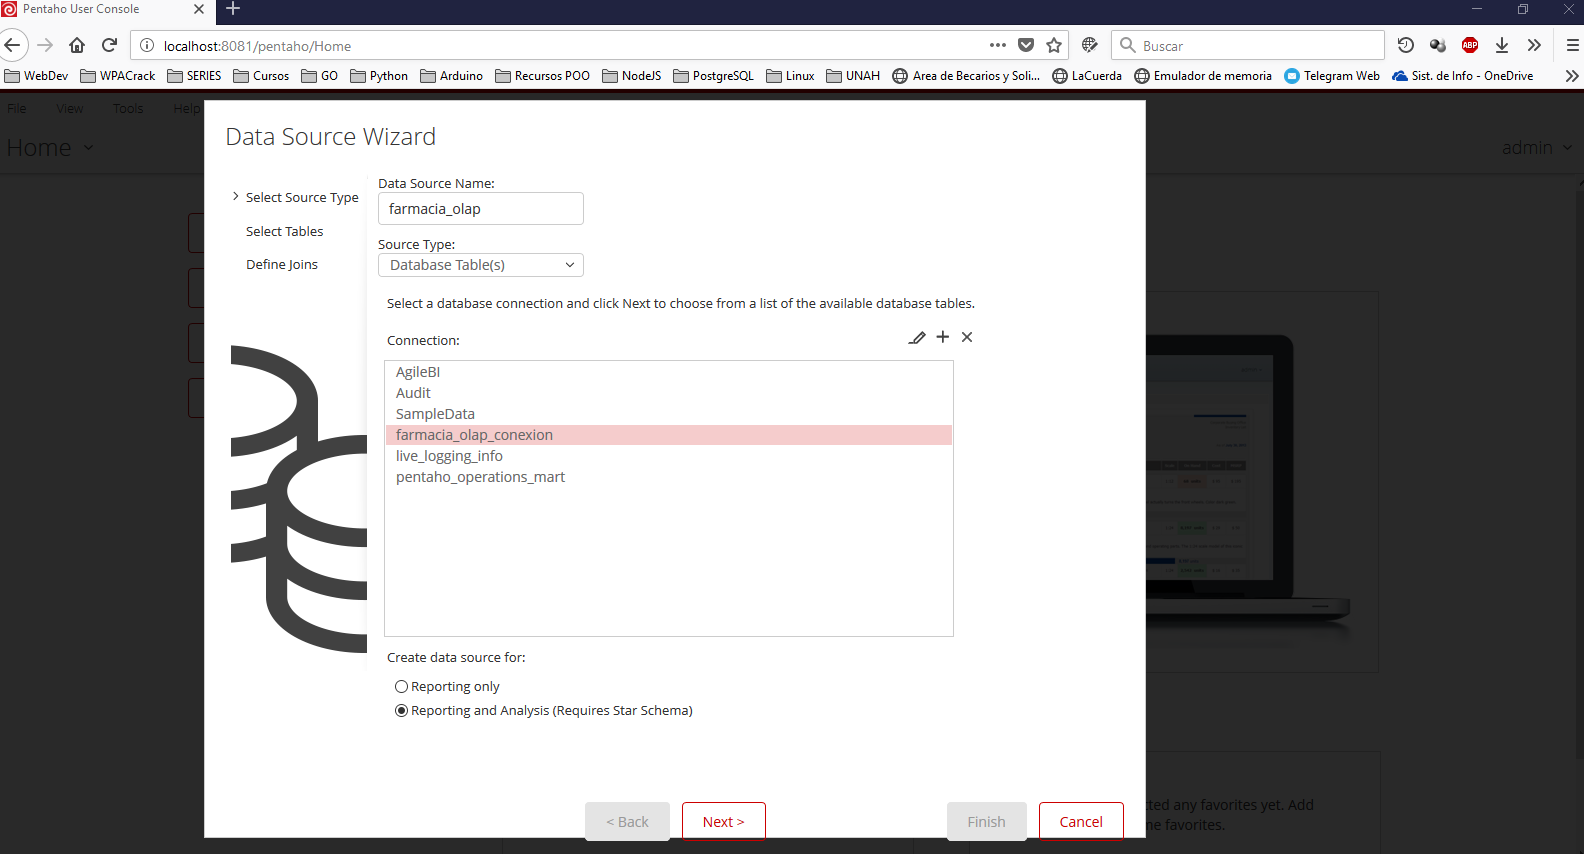 Pentaho User Console
localhost:8081/pentaho/Home
Buscar
ABP
WebDev WPACrack SERIES Cursos GO Python Arduino Recursos POO NodeJS PostgreSQL Linux UNAH Area de Becarios y Soli... LaCuerda Emulador de memoria Telegram Web Sist. de Info - OneDrive
File View Tools Help
Home
admin
Data Source Wizard
Select Source Type
Select Tables
Define Joins
Data Source Name:
farmacia_olap
Source Type:
Database Table(s)
Select a database connection and click Next to choose from a list of the available database tables.
Connection:
AgileBI
Audit
SampleData
farmacia_olap_conexion
live_logging_info
pentaho_operations_mart
Create data source for:
Reporting only
Reporting and Analysis (Requires Star Schema)
< Back Next > Finish Cancel
any favorites yet. Add
favorites.